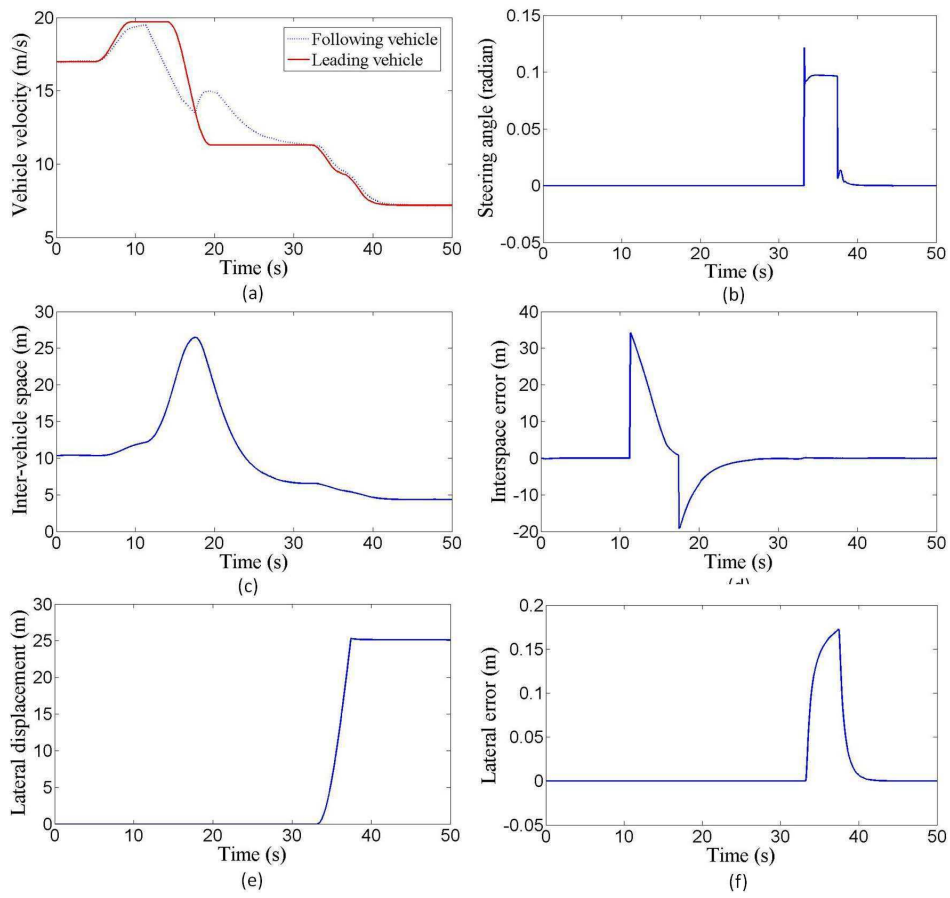 20
15
10
5
Vehicle velocity (m/s)
Following vehicle
Leading vehicle
0 10 20 30 40 50
Time (s)
(a)
0.15
0.1
0.05
0
-0.05
Steering angle (radian)
0 10 20 30 40 50
Time (s)
(b)
30
25
20
15
10
5
0
Inter-vehicle space (m)
0 10 20 30 40 50
Time (s)
(c)
40
30
20
10
0
-10
-20
Interspace error (m)
0 10 20 30 40 50
Time (s)
(d)
30
25
20
15
10
5
0
Lateral displacement (m)
0 10 20 30 40 50
Time (s)
(e)
0.2
0.15
0.1
0.05
0
-0.05
Lateral error (m)
0 10 20 30 40 50
Time (s)
(f)